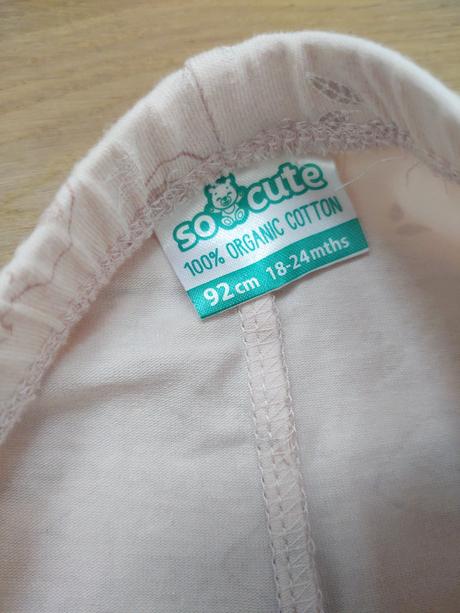 so cute
100% ORGANIC COTTON
92cm 18-24mths